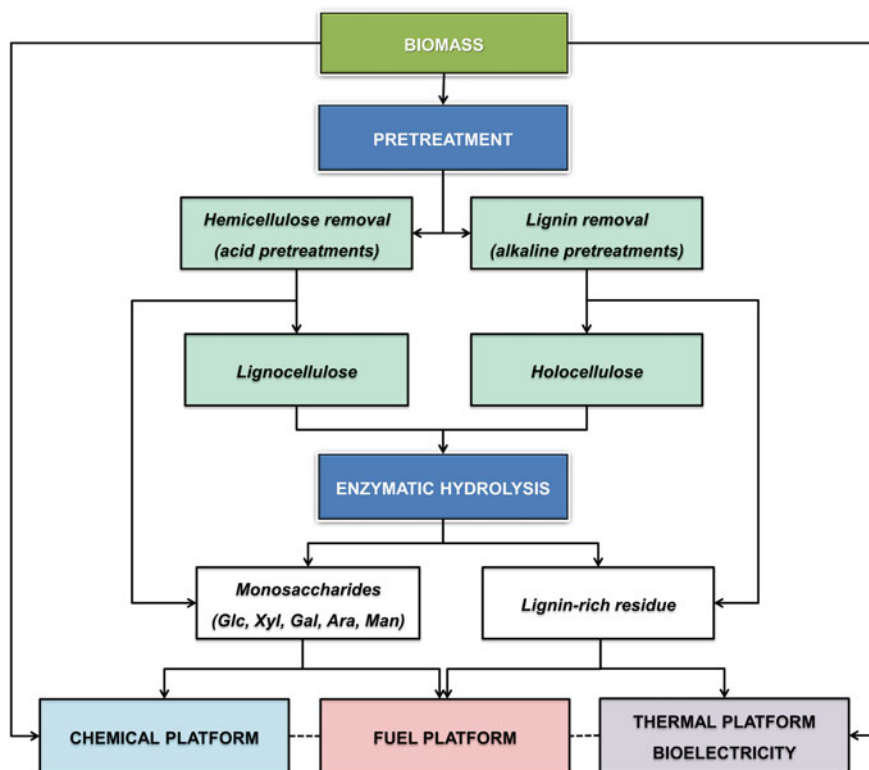 BIOMASS
PRETREATMENT
Hemicellulose removal
(acid pretreatments)
Lignin removal
(alkaline pretreatments)
Lignocellulose
Holocellulose
ENZYMATIC HYDROLYSIS
Monosaccharides
(Glc, Xyl, Gal, Ara, Man)
Lignin-rich residue
CHEMICAL PLATFORM
FUEL PLATFORM
THERMAL PLATFORM
BIOELECTRICITY